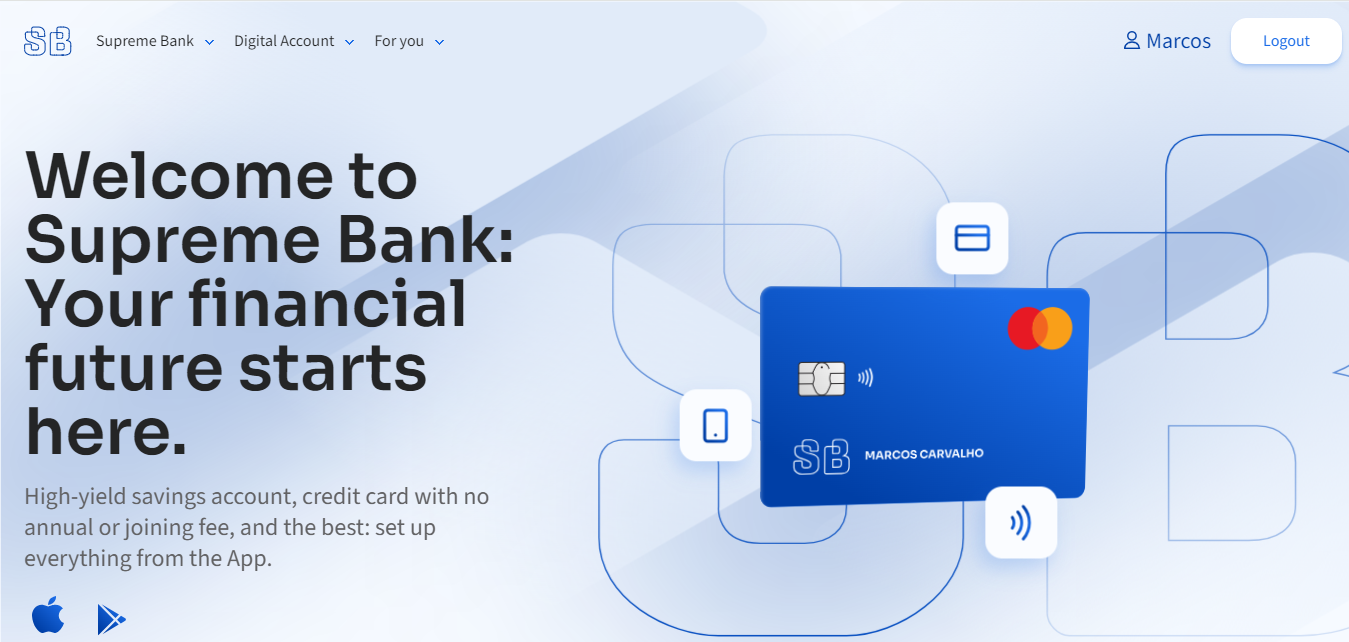 SB
Supreme Bank
Digital Account
For you
Marcos
Logout
Welcome to
Supreme Bank:
Your financial
future starts
here.
High-yield savings account, credit card with no
annual or joining fee, and the best: set up
everything from the App.
SB
MARCOS CARVALHO